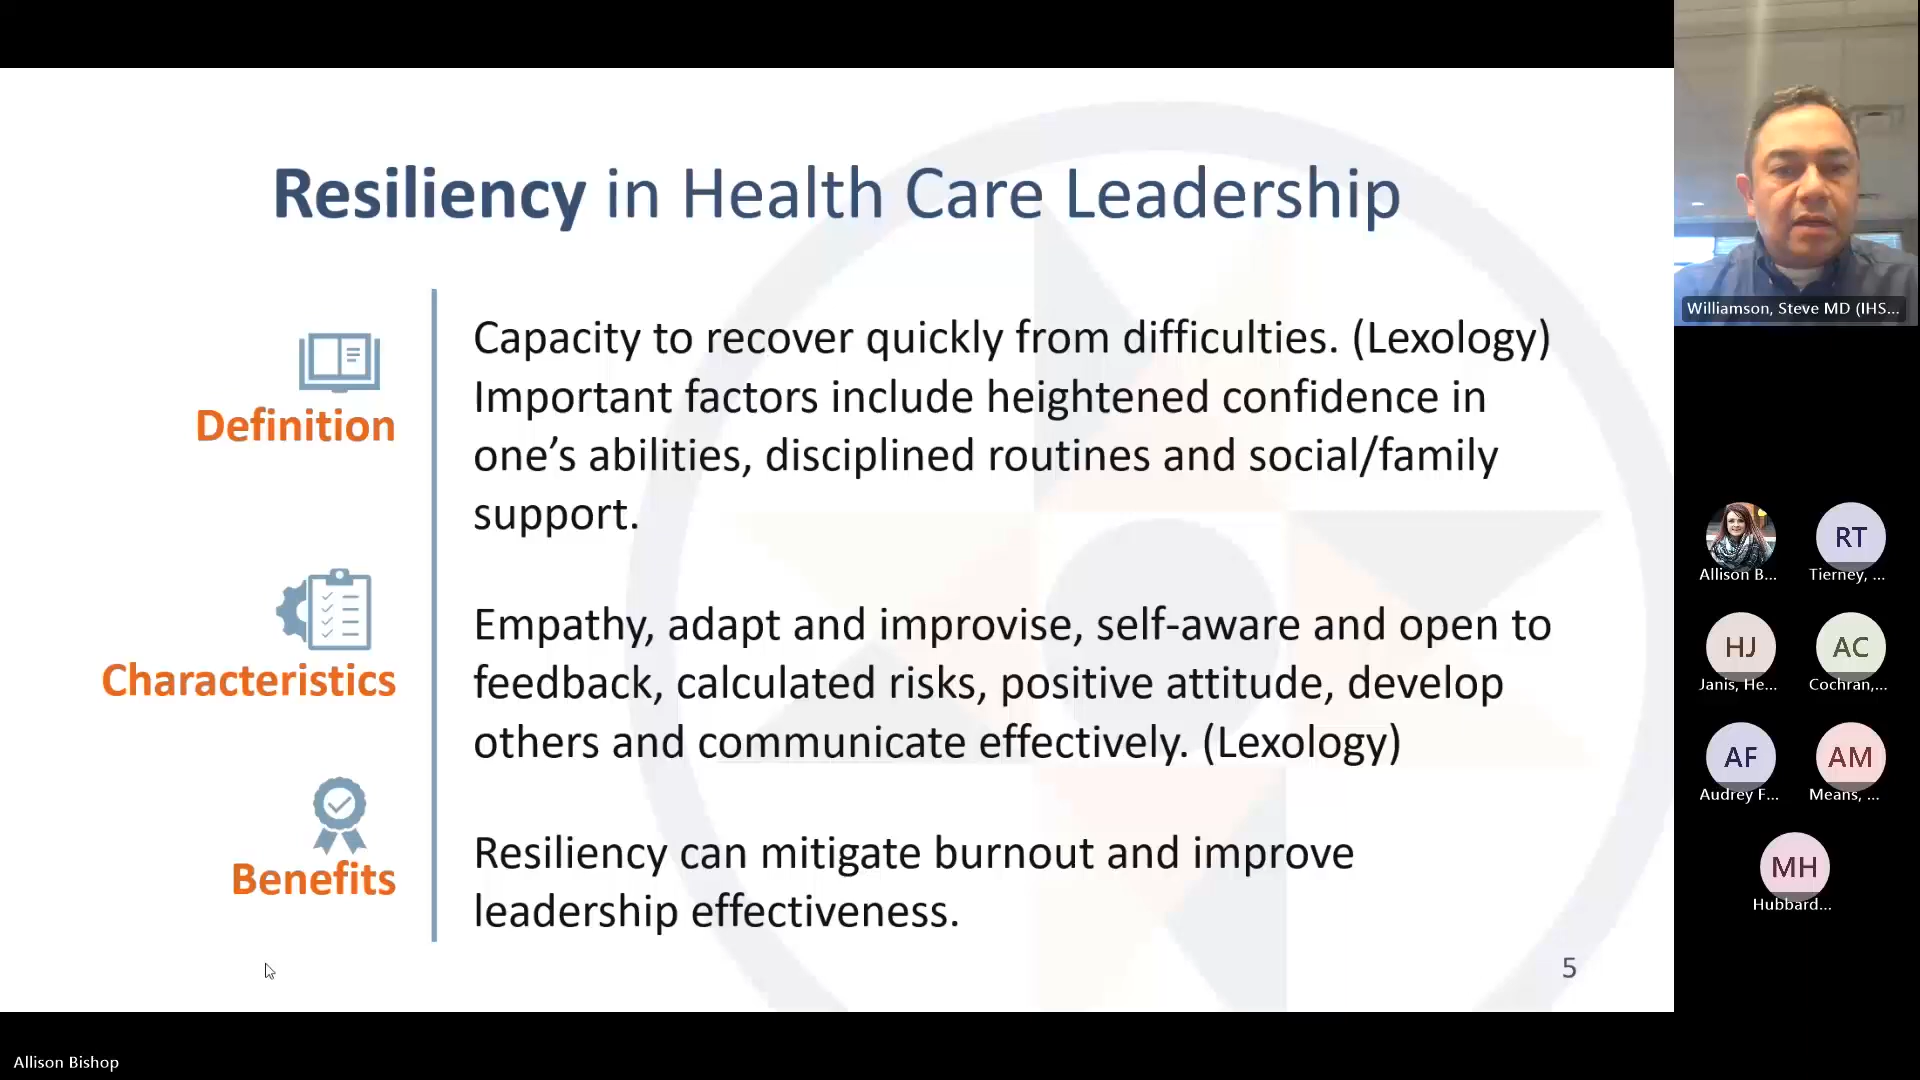 Resiliency in Health Care Leadership
Definition
Capacity to recover quickly from difficulties. (Lexology)
Important factors include heightened confidence in
one’s abilities, disciplined routines and social/family
support.
Characteristics
Empathy, adapt and improvise, self-aware and open to
feedback, calculated risks, positive attitude, develop
others and communicate effectively. (Lexology)
Benefits
Resiliency can mitigate burnout and improve
leadership effectiveness.
5
Williamson, Steve MD (IHS...
Allison B...
RT
Tierney, ...
HJ
Janis, He...
AC
Cochran,...
AF
Audrey F...
AM
Means, ...
MH
Hubbard...
Allison Bishop